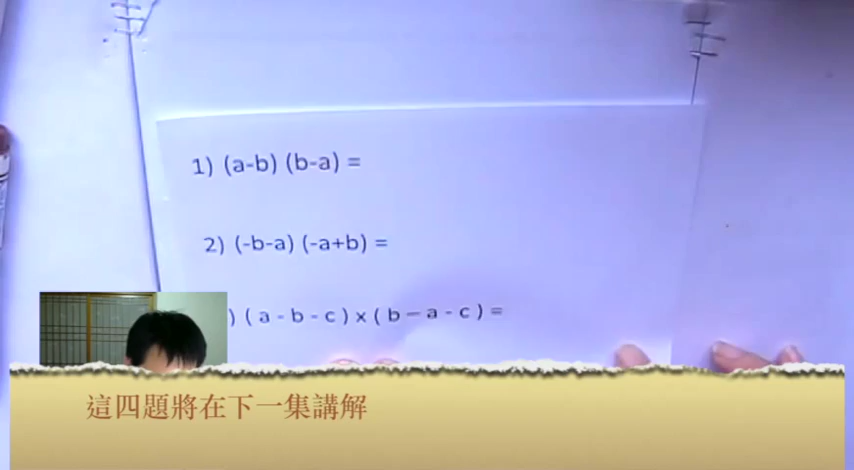 1) (a-b) (b-a) =
2) (-b-a) (-a+b) =
) ( a - b - c ) x ( b – a - c ) =
這四題將在下一集講解